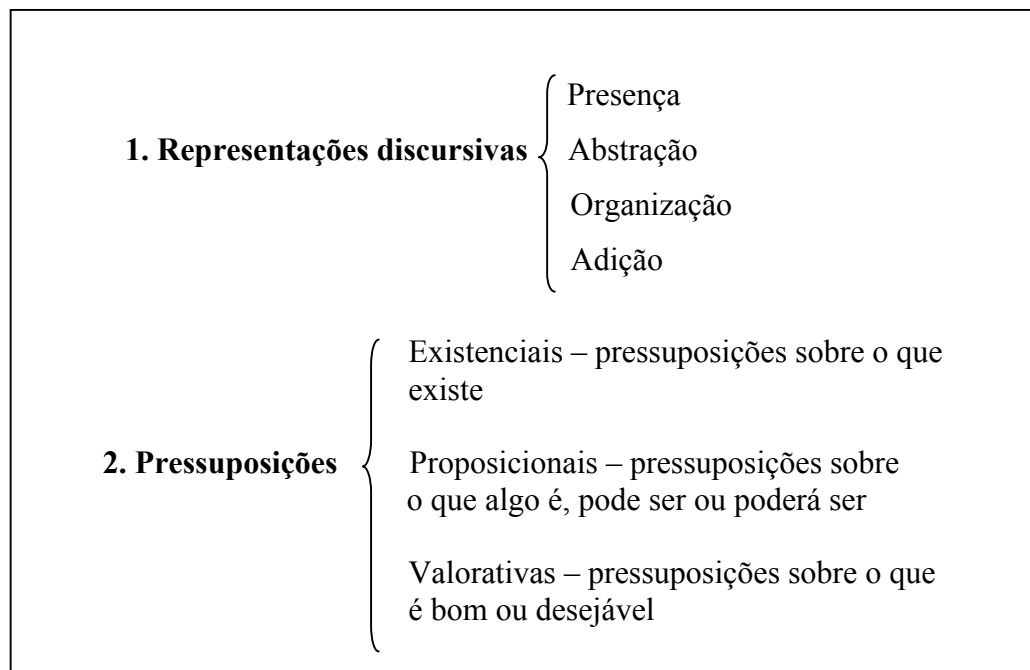 Presença
1. Representações discursivas
Abstração
Organização
Adição
Existenciais – pressuposições sobre o que
existe
2. Pressuposições
Proposicionais – pressuposições sobre
o que algo é, pode ser ou poderá ser
Valorativas – pressuposições sobre o que
é bom ou desejável